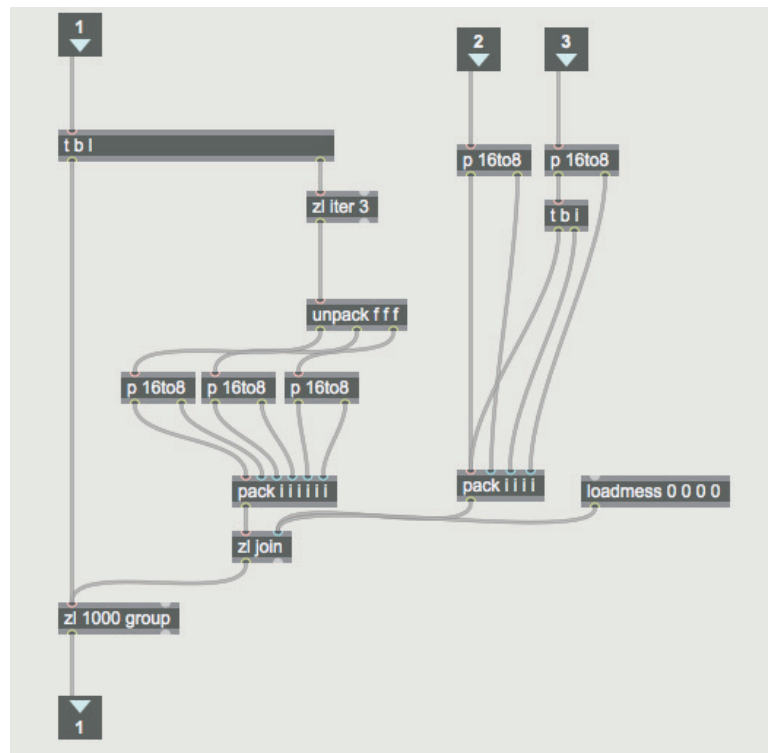 1
2
3
t b l
p 16to8
p 16to8
zl iter 3
t b i
unpack f f f
p 16to8
p 16to8
p 16to8
pack i i i i i i
pack i i i i
loadmess 0 0 0 0
zl join
zl 1000 group
1